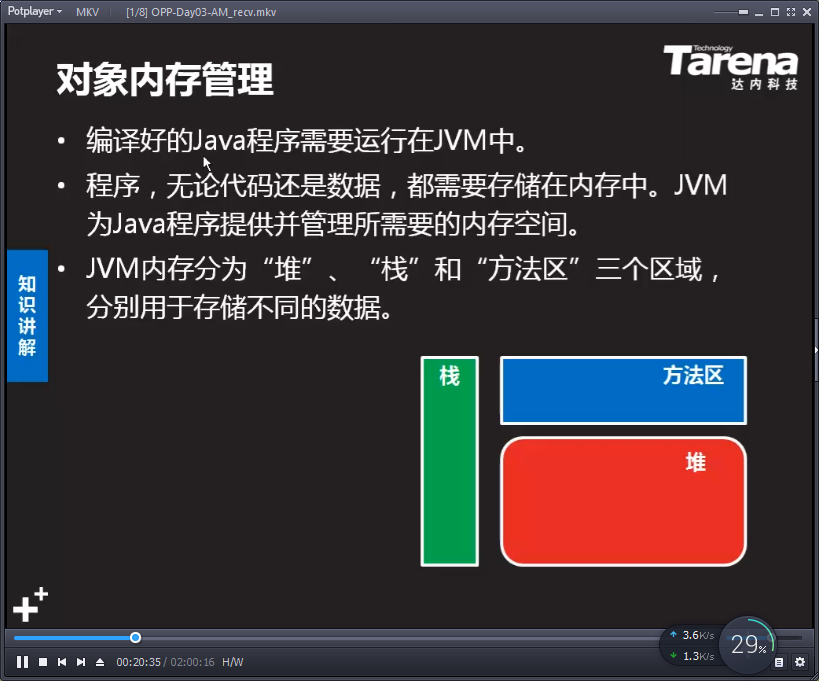 Potplayer MKV [1/8] OPP-Day03-AM_recv.mkv
对象内存管理
Technology
Tarena
达内科技
• 编译好的Java程序需要运行在JVM中。
• 程序，无论代码还是数据，都需要存储在内存中。JVM
为Java程序提供并管理所需要的内存空间。
• JVM内存分为“堆”、“栈”和“方法区”三个区域，
分别用于存储不同的数据。
知识讲解
栈
方法区
堆
3.6K/s
1.3K/s
29%
00:20:35 / 02:00:16 H/W